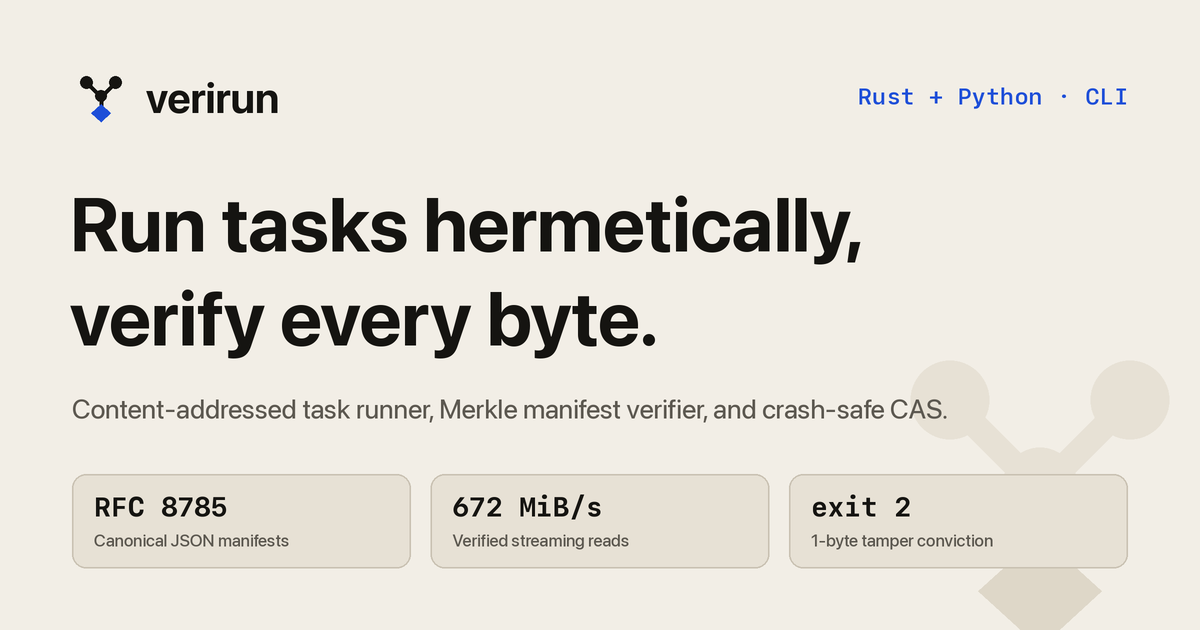 verirun
Rust + Python · CLI
Run tasks hermetically,
verify every byte.
Content-addressed task runner, Merkle manifest verifier, and crash-safe CAS.
RFC 8785
Canonical JSON manifests
672 MiB/s
Verified streaming reads
exit 2
1-byte tamper conviction